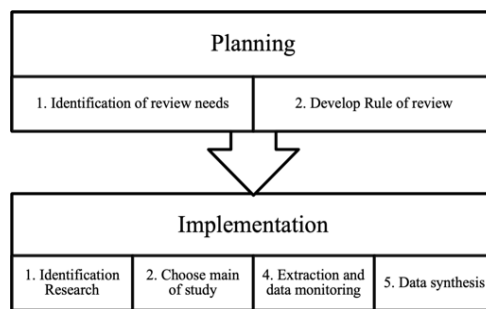 Planning
1. Identification of review needs
2. Develop Rule of review
Implementation
1. Identification
Research
2. Choose main
of study
4. Extraction and
data monitoring
5. Data synthesis